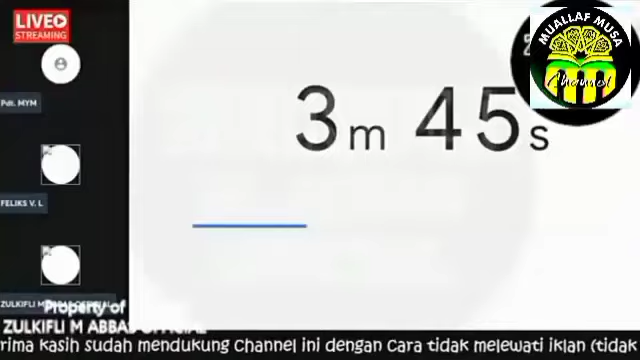 LIVE
STREAMING
MUALLAF MUSA
Channel
Pdt. MYM
3m 45s
FELIKS V. L
Property of
ZULKIFLI M ABBAS OFFICIAL
rima kasih sudah mendukung channel ini dengan cara tidak melewati iklan (tidak